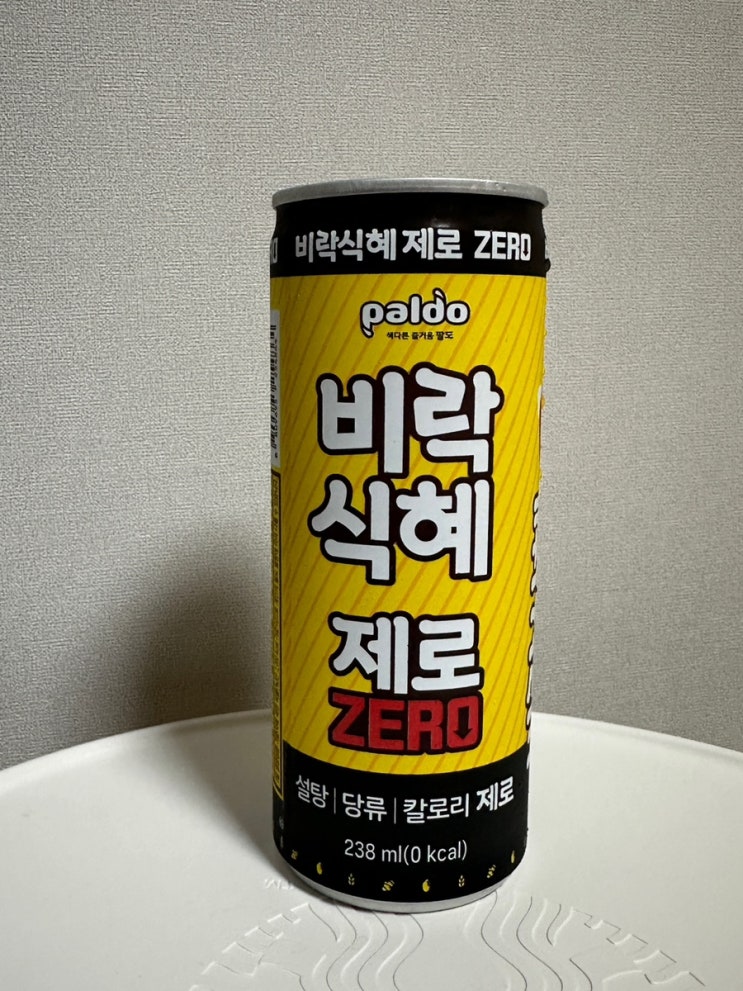 비락식혜 제로 ZERO
paldo
색다른 즐거움 팔도
비락
식혜
제로
ZERO
설탕|당류|칼로리 제로
238 ml(0 kcal)